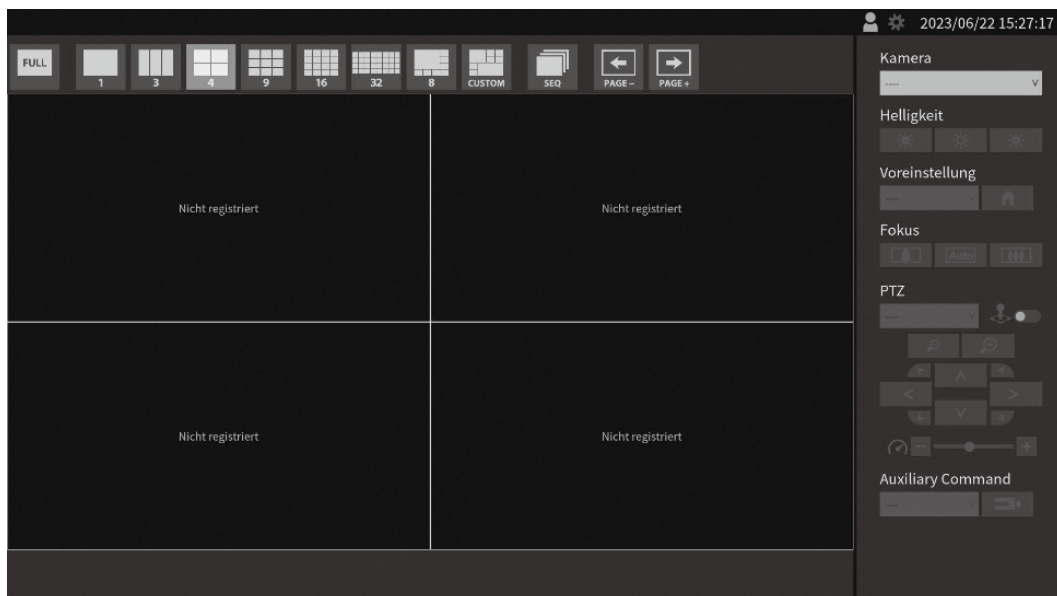 2023/06/22 15:27:17
FULL
1
3
4
9
16
32
8
CUSTOM
SEQ
PAGE −
PAGE +
Nicht registriert
Nicht registriert
Nicht registriert
Nicht registriert
Kamera
----
Helligkeit
Voreinstellung
----
Fokus
Auto
PTZ
----
Auxiliary Command
----